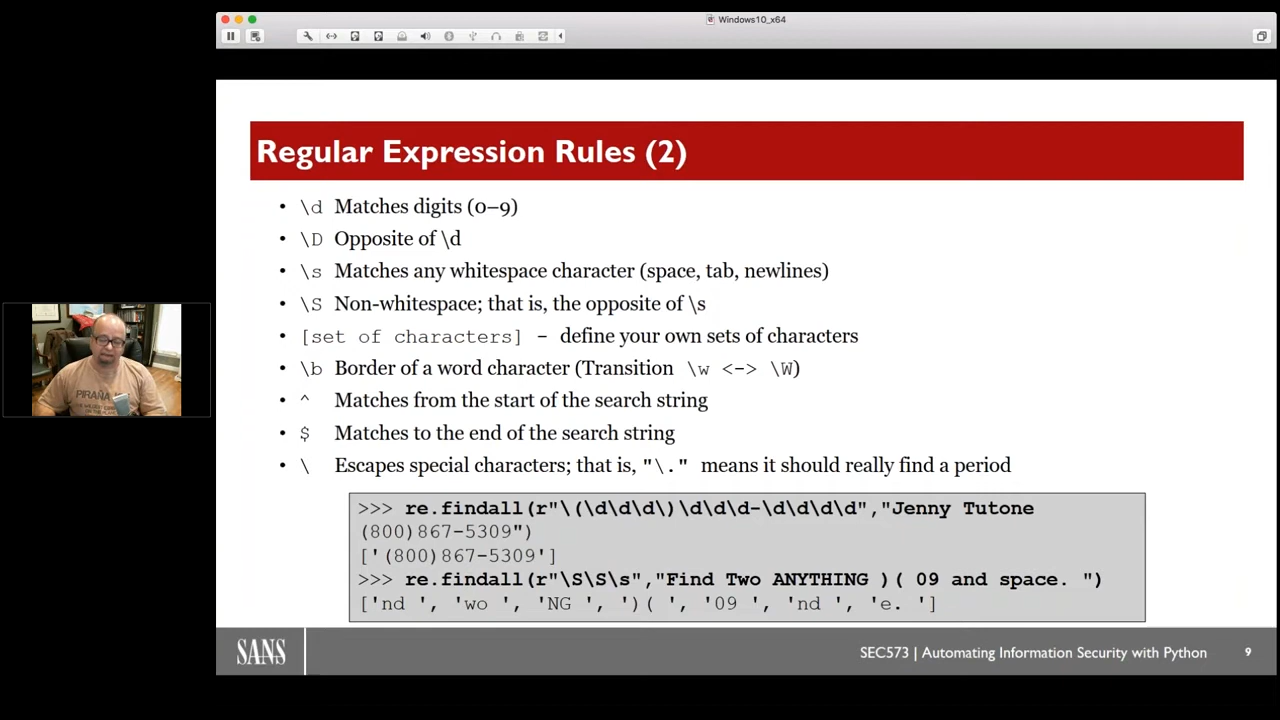 Windows10_x64
Regular Expression Rules (2)
• \d Matches digits (0–9)
• \D Opposite of \d
• \s Matches any whitespace character (space, tab, newlines)
• \S Non-whitespace; that is, the opposite of \s
• [set of characters] - define your own sets of characters
• \b Border of a word character (Transition \w <-> \W)
• ^ Matches from the start of the search string
• $ Matches to the end of the search string
• \ Escapes special characters; that is, "\." means it should really find a period
>>> re.findall(r"\(\d\d\d\)\d\d\d-\d\d\d\d","Jenny Tutone
(800)867-5309")
['(800)867-5309']
>>> re.findall(r"\S\S\s","Find Two ANYTHING )( 09 and space. ")
['nd ', 'wo ', 'NG ', ')( ', '09 ', 'nd ', 'e. ']
PIRAÑA
SANS
SEC573 | Automating Information Security with Python 9